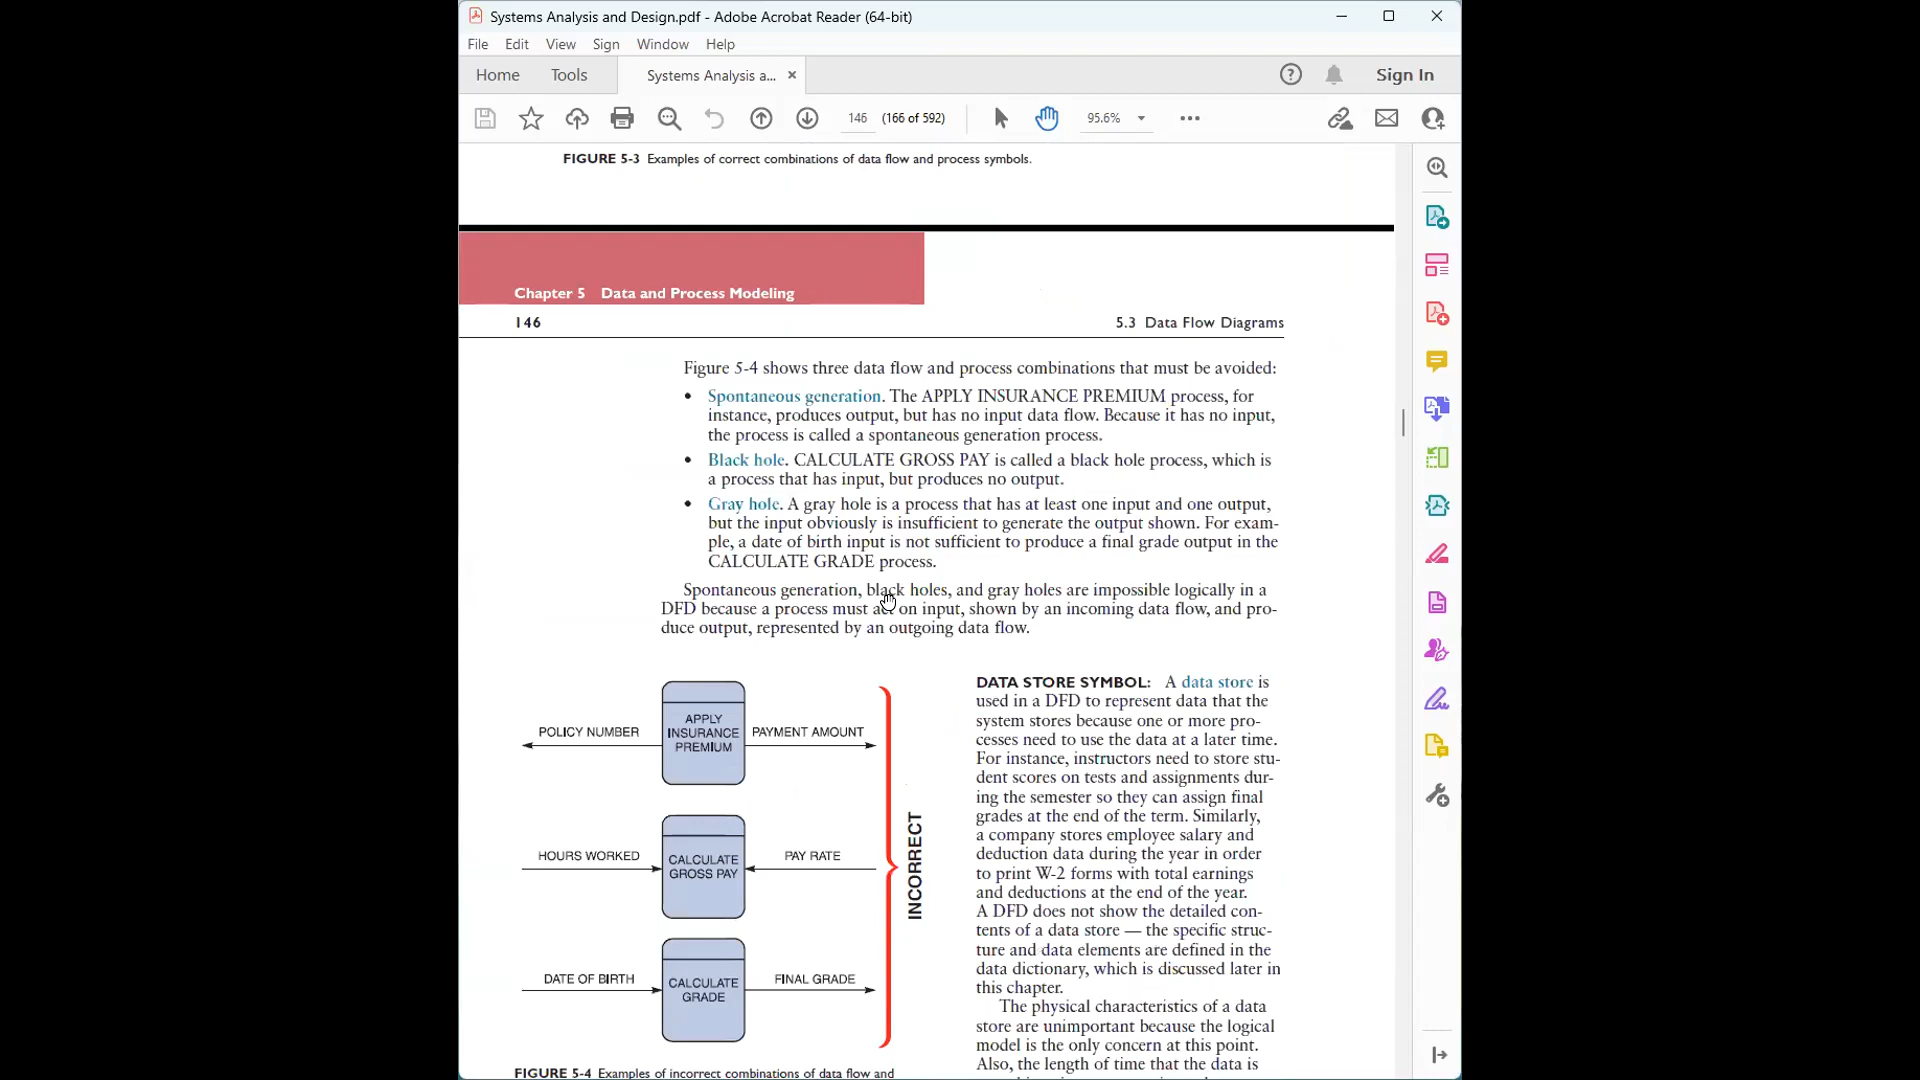 Systems Analysis and Design.pdf - Adobe Acrobat Reader (64-bit)
File Edit View Sign Window Help
Home Tools Systems Analysis a... × Sign In
146 (166 of 592) 95.6%
FIGURE 5-3 Examples of correct combinations of data flow and process symbols.
Chapter 5 Data and Process Modeling
146 5.3 Data Flow Diagrams
Figure 5-4 shows three data flow and process combinations that must be avoided:
• Spontaneous generation. The APPLY INSURANCE PREMIUM process, for
instance, produces output, but has no input data flow. Because it has no input,
the process is called a spontaneous generation process.
• Black hole. CALCULATE GROSS PAY is called a black hole process, which is
a process that has input, but produces no output.
• Gray hole. A gray hole is a process that has at least one input and one output,
but the input obviously is insufficient to generate the output shown. For exam-
ple, a date of birth input is not sufficient to produce a final grade output in the
CALCULATE GRADE process.
Spontaneous generation, black holes, and gray holes are impossible logically in a
DFD because a process must act on input, shown by an incoming data flow, and pro-
duce output, represented by an outgoing data flow.
POLICY NUMBER
APPLY
INSURANCE
PREMIUM
PAYMENT AMOUNT
HOURS WORKED
CALCULATE
GROSS PAY
PAY RATE
DATE OF BIRTH
CALCULATE
GRADE
FINAL GRADE
INCORRECT
FIGURE 5-4 Examples of incorrect combinations of data flow and
DATA STORE SYMBOL: A data store is
used in a DFD to represent data that the
system stores because one or more pro-
cesses need to use the data at a later time.
For instance, instructors need to store stu-
dent scores on tests and assignments dur-
ing the semester so they can assign final
grades at the end of the term. Similarly,
a company stores employee salary and
deduction data during the year in order
to print W-2 forms with total earnings
and deductions at the end of the year.
A DFD does not show the detailed con-
tents of a data store — the specific struc-
ture and data elements are defined in the
data dictionary, which is discussed later in
this chapter.
The physical characteristics of a data
store are unimportant because the logical
model is the only concern at this point.
Also, the length of time that the data is